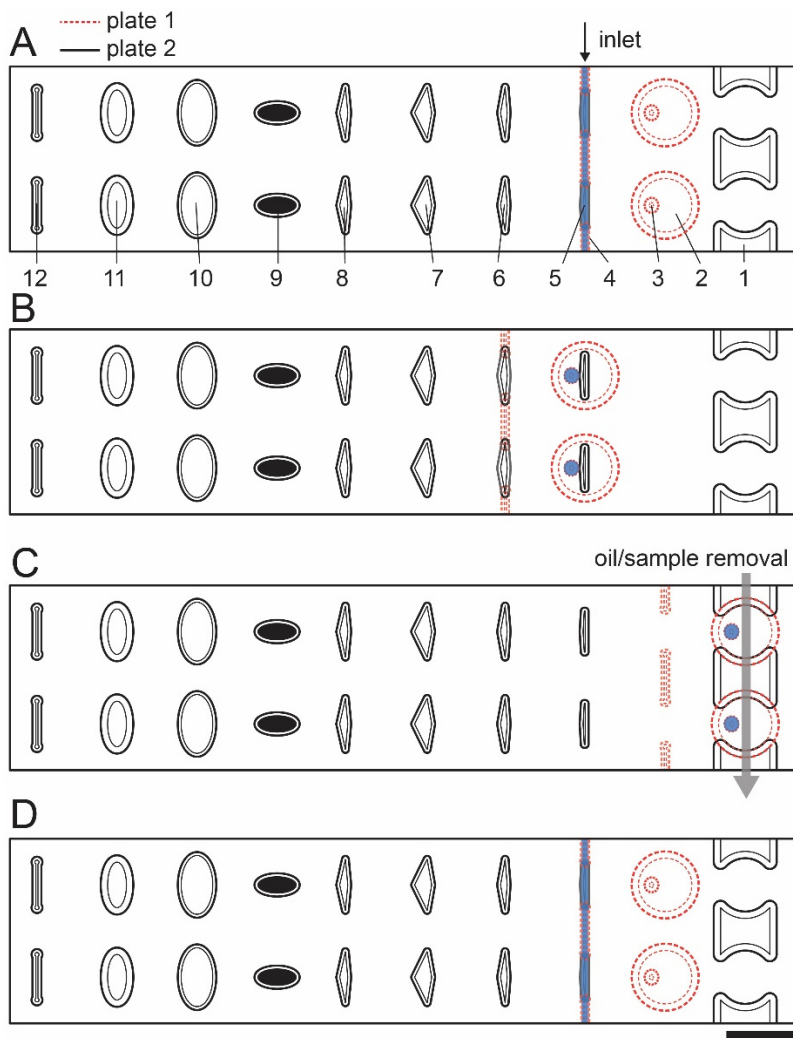 plate 1
plate 2
A
inlet
12 11 10 9 8 7 6 5 4 3 2 1
B
C
oil/sample removal
D